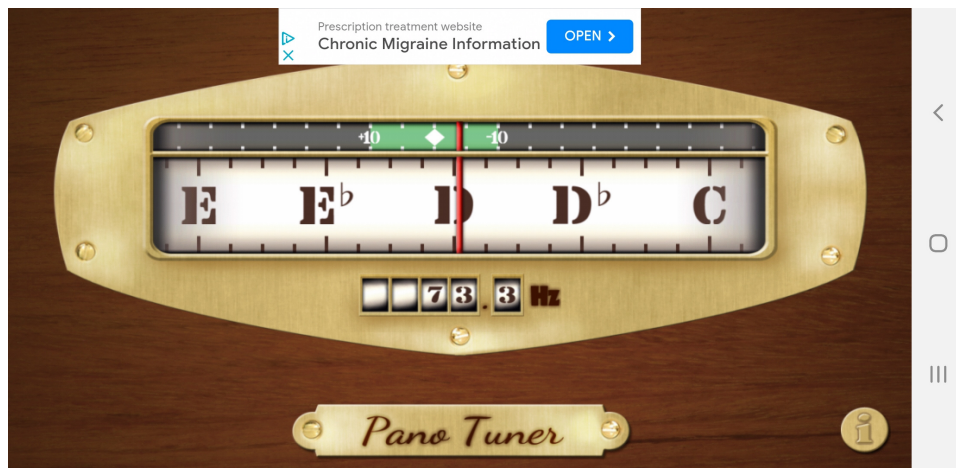 Prescription treatment website
Chronic Migraine Information
OPEN
+10 -10
E E♭ D D♭ C
73.3 Hz
Pano Tuner
i